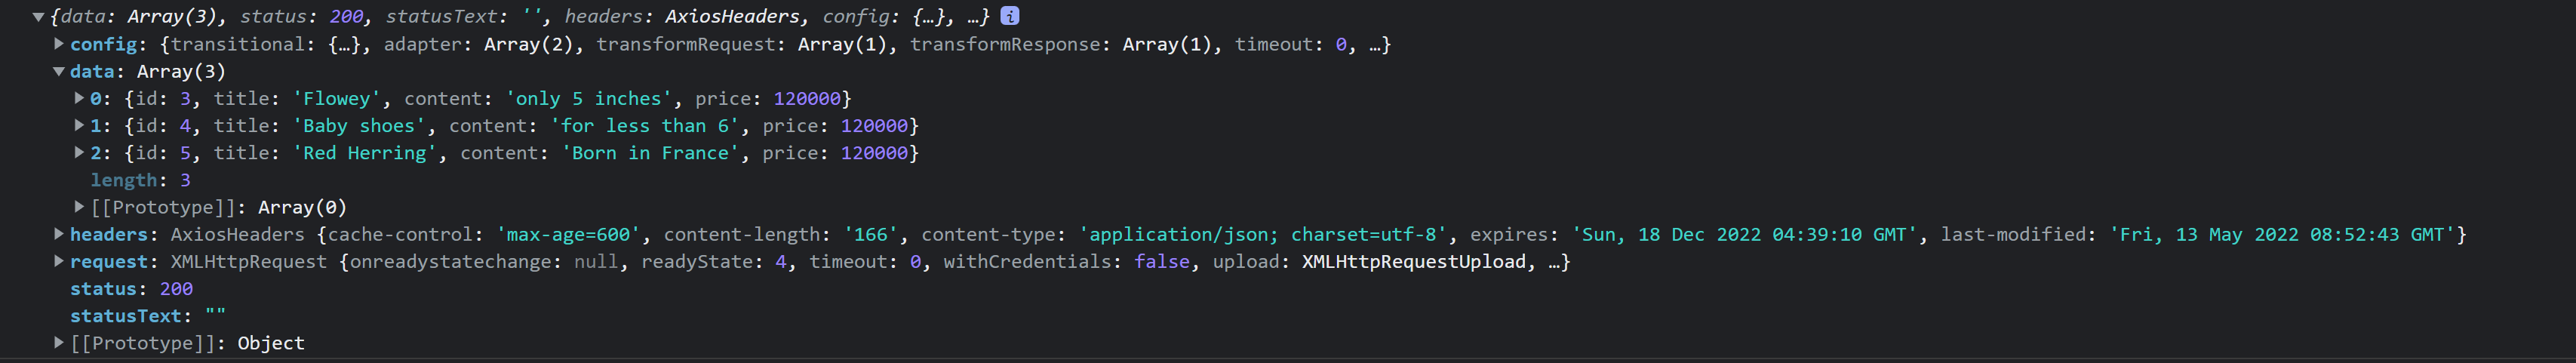 ▼{data: Array(3), status: 200, statusText: '', headers: AxiosHeaders, config: {…}, …} i
▶config: {transitional: {…}, adapter: Array(2), transformRequest: Array(1), transformResponse: Array(1), timeout: 0, …}
▼data: Array(3)
▶0: {id: 3, title: 'Flowey', content: 'only 5 inches', price: 120000}
▶1: {id: 4, title: 'Baby shoes', content: 'for less than 6', price: 120000}
▶2: {id: 5, title: 'Red Herring', content: 'Born in France', price: 120000}
length: 3
▶[[Prototype]]: Array(0)
▶headers: AxiosHeaders {cache-control: 'max-age=600', content-length: '166', content-type: 'application/json; charset=utf-8', expires: 'Sun, 18 Dec 2022 04:39:10 GMT', last-modified: 'Fri, 13 May 2022 08:52:43 GMT'}
▶request: XMLHttpRequest {onreadystatechange: null, readyState: 4, timeout: 0, withCredentials: false, upload: XMLHttpRequestUpload, …}
status: 200
statusText: ""
▶[[Prototype]]: Object